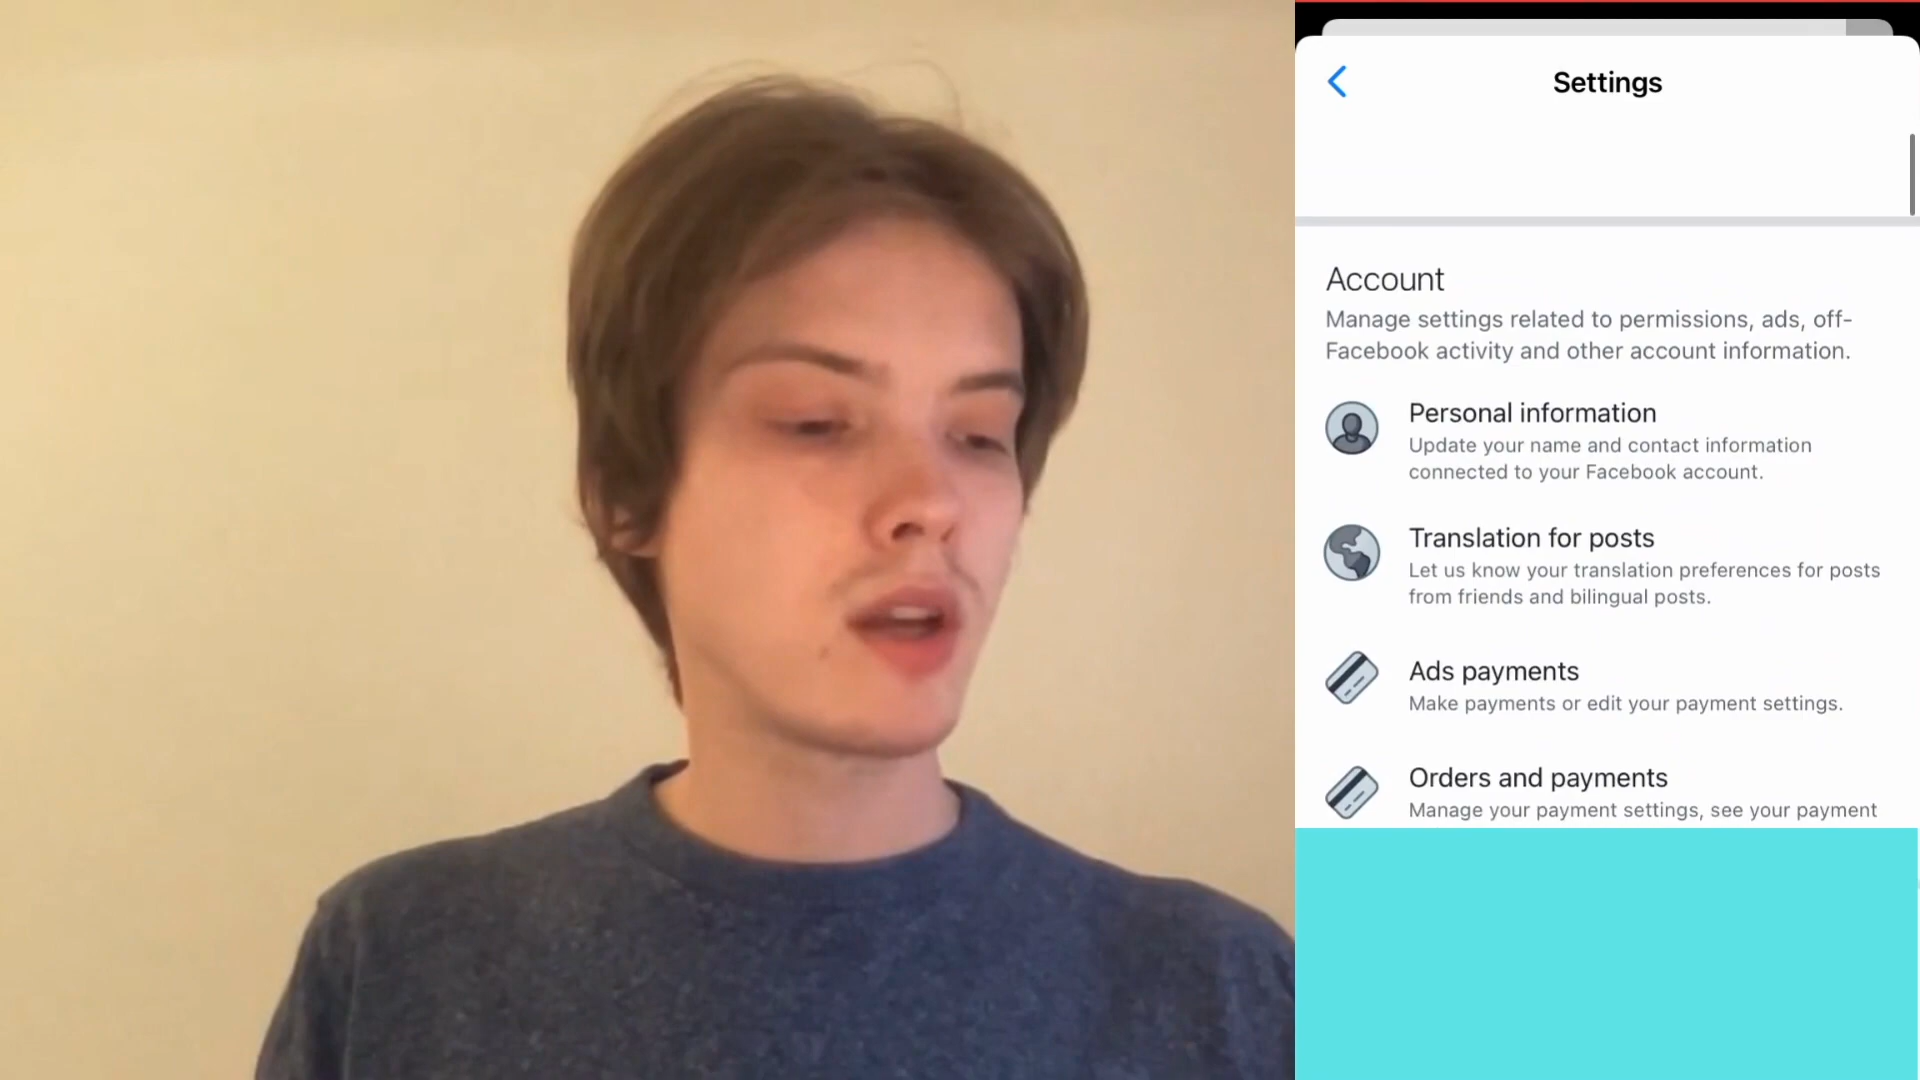 Settings
Account
Manage settings related to permissions, ads, off-
Facebook activity and other account information.
Personal information
Update your name and contact information
connected to your Facebook account.
Translation for posts
Let us know your translation preferences for posts
from friends and bilingual posts.
Ads payments
Make payments or edit your payment settings.
Orders and payments
Manage your payment settings, see your payment